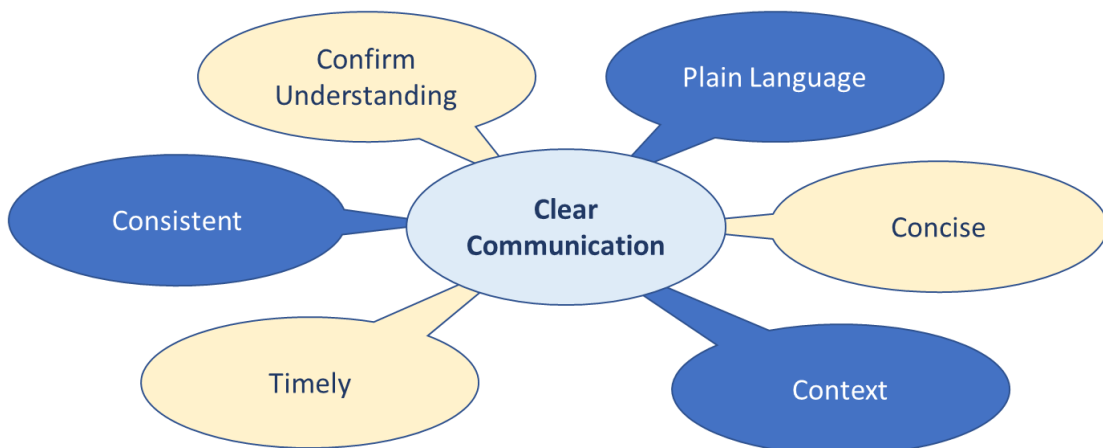 Confirm
Understanding
Plain Language
Consistent
Clear
Communication
Concise
Timely
Context